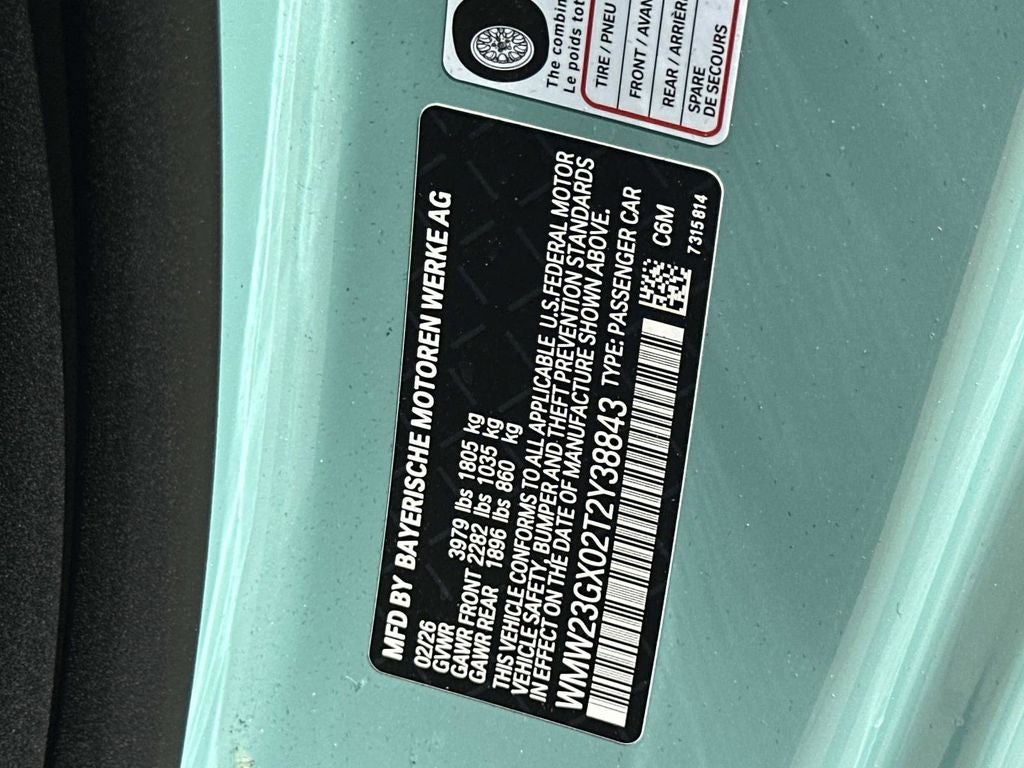 MFD BY BAYERISCHE MOTOREN WERKE AG
02/26
GVWR 3979 lbs 1805 kg
GAWR FRONT 2282 lbs 1035 kg
GAWR REAR 1896 lbs 860 kg
THIS VEHICLE CONFORMS TO ALL APPLICABLE U.S. FEDERAL MOTOR
VEHICLE SAFETY, BUMPER AND THEFT PREVENTION STANDARDS
IN EFFECT ON THE DATE OF MANUFACTURE SHOWN ABOVE.
WMW23GX02T2Y38843 TYPE: PASSENGER CAR
C6M
7315814
The combin
Le poids tot
TIRE / PNEU
FRONT / AVAN
REAR / ARRIÈR
SPARE
DE SECOURS